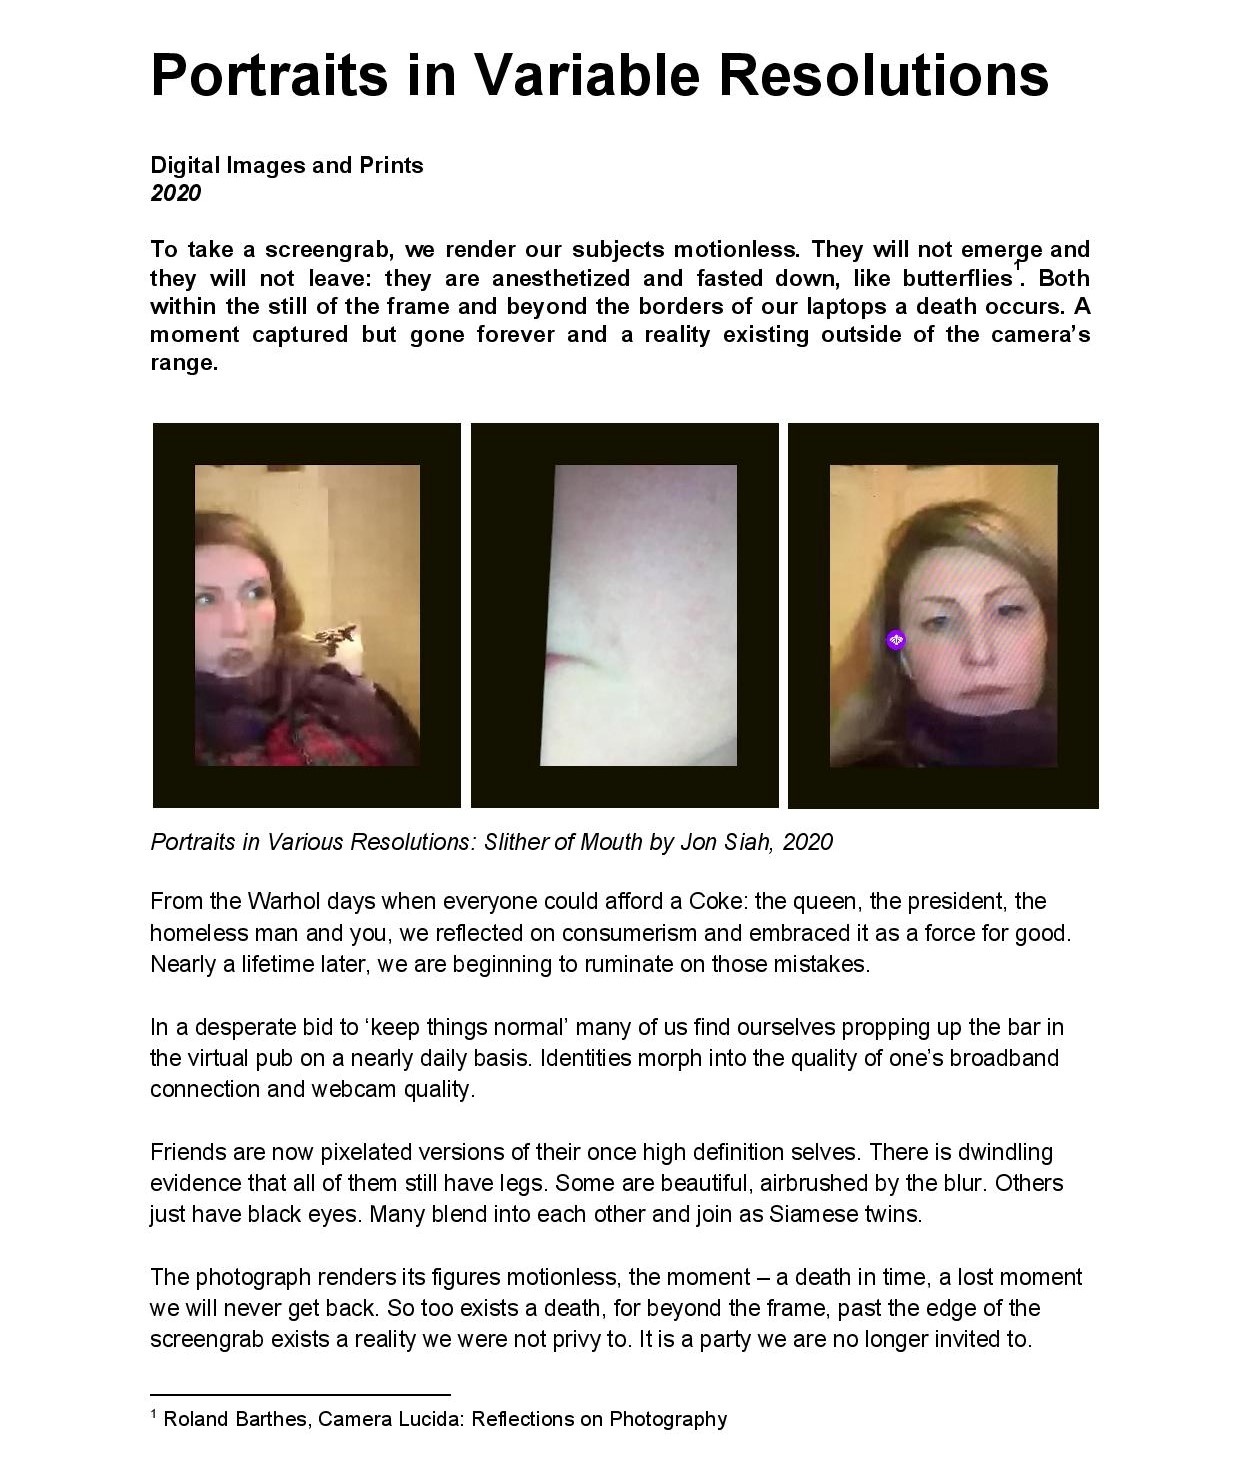 Portraits in Variable Resolutions
Digital Images and Prints
2020
To take a screengrab, we render our subjects motionless. They will not emerge and
they will not leave: they are anesthetized and fasted down, like butterflies¹. Both
within the still of the frame and beyond the borders of our laptops a death occurs. A
moment captured but gone forever and a reality existing outside of the camera’s
range.
Portraits in Various Resolutions: Slither of Mouth by Jon Siah, 2020
From the Warhol days when everyone could afford a Coke: the queen, the president, the
homeless man and you, we reflected on consumerism and embraced it as a force for good.
Nearly a lifetime later, we are beginning to ruminate on those mistakes.
In a desperate bid to ‘keep things normal’ many of us find ourselves propping up the bar in
the virtual pub on a nearly daily basis. Identities morph into the quality of one’s broadband
connection and webcam quality.
Friends are now pixelated versions of their once high definition selves. There is dwindling
evidence that all of them still have legs. Some are beautiful, airbrushed by the blur. Others
just have black eyes. Many blend into each other and join as Siamese twins.
The photograph renders its figures motionless, the moment – a death in time, a lost moment
we will never get back. So too exists a death, for beyond the frame, past the edge of the
screengrab exists a reality we were not privy to. It is a party we are no longer invited to.
¹ Roland Barthes, Camera Lucida: Reflections on Photography